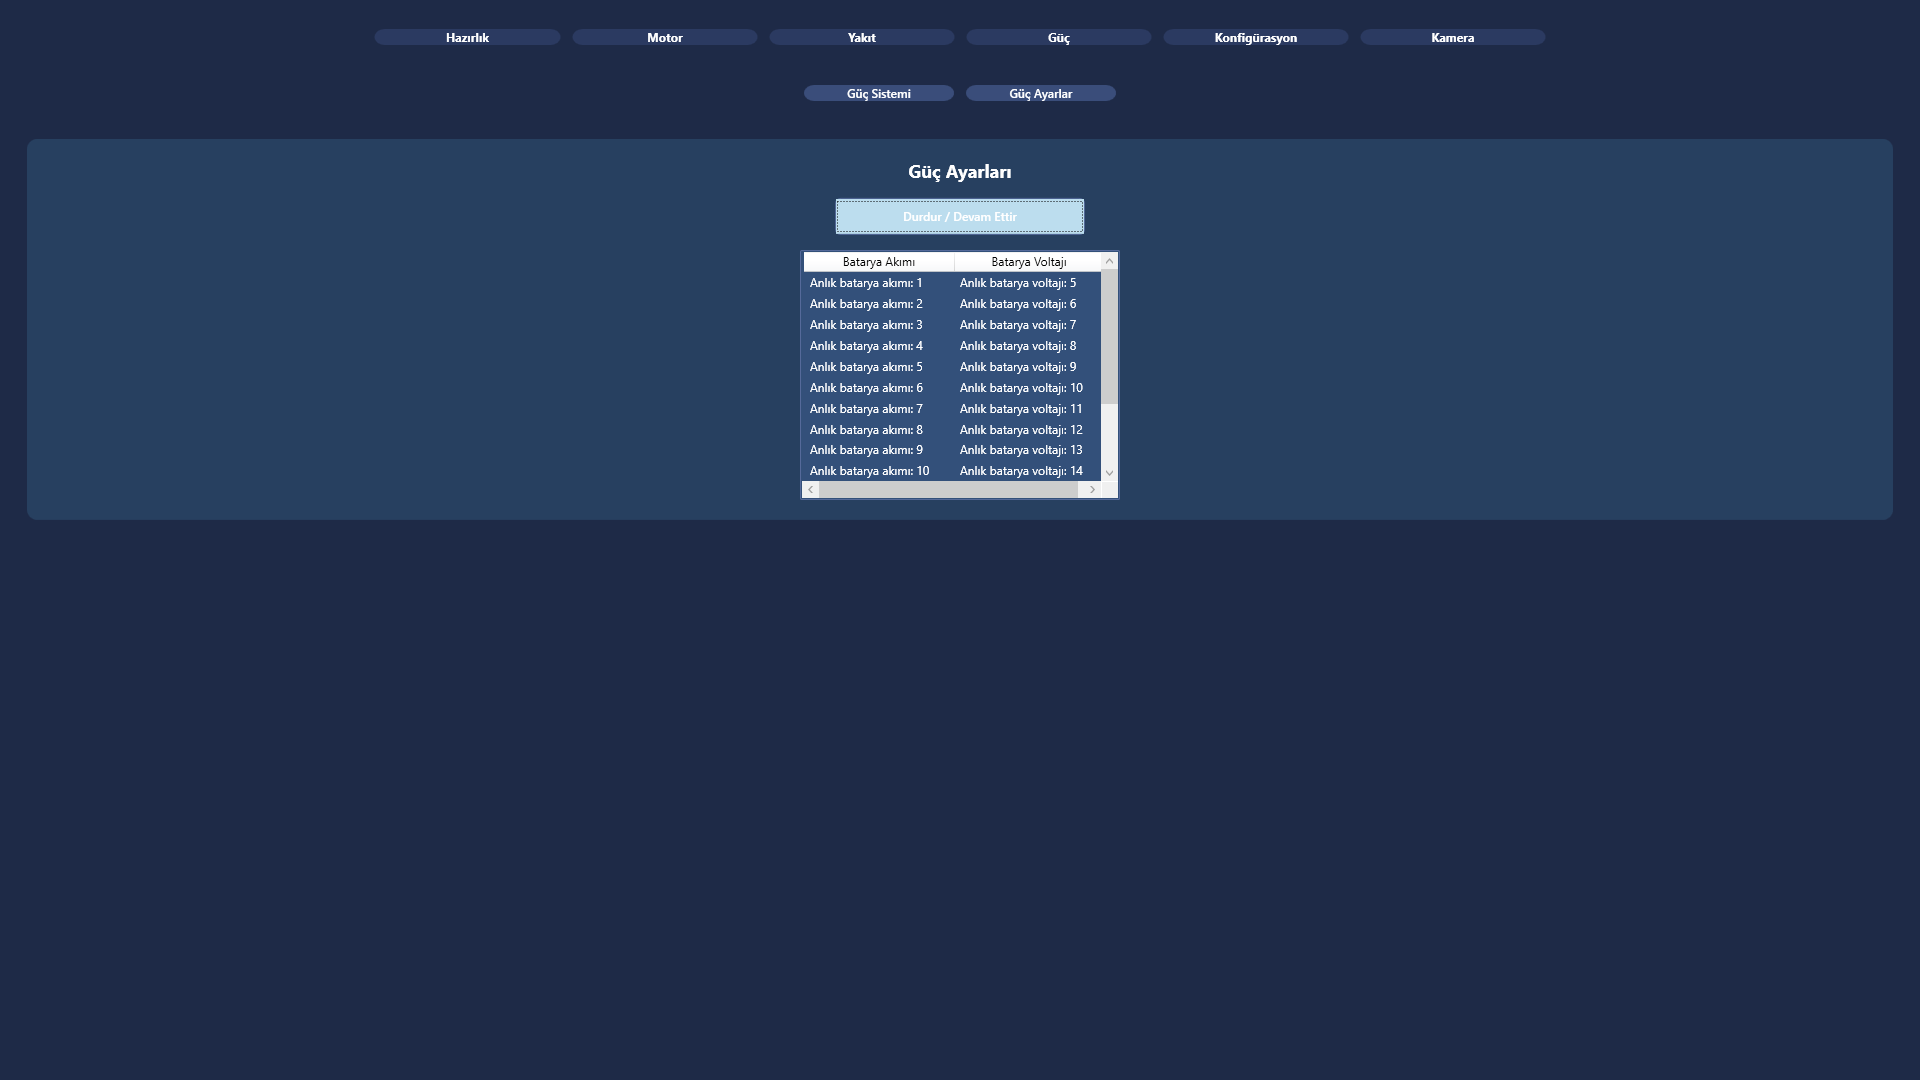 Hazırlık Motor Yakıt Güç Konfigürasyon Kamera
Güç Sistemi Güç Ayarlar
Güç Ayarları
Durdur / Devam Ettir
Batarya Akımı Batarya Voltajı
Anlık batarya akımı: 1 Anlık batarya voltajı: 5
Anlık batarya akımı: 2 Anlık batarya voltajı: 6
Anlık batarya akımı: 3 Anlık batarya voltajı: 7
Anlık batarya akımı: 4 Anlık batarya voltajı: 8
Anlık batarya akımı: 5 Anlık batarya voltajı: 9
Anlık batarya akımı: 6 Anlık batarya voltajı: 10
Anlık batarya akımı: 7 Anlık batarya voltajı: 11
Anlık batarya akımı: 8 Anlık batarya voltajı: 12
Anlık batarya akımı: 9 Anlık batarya voltajı: 13
Anlık batarya akımı: 10 Anlık batarya voltajı: 14